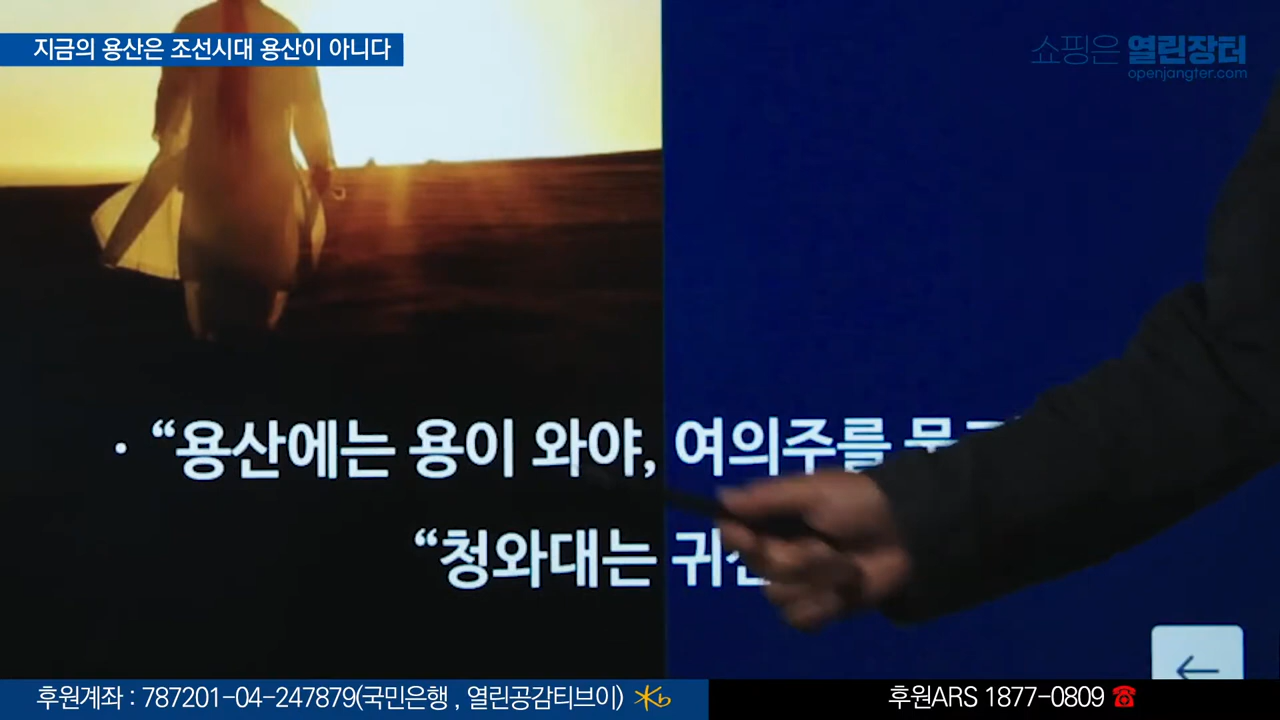 지금의 용산은 조선시대 용산이 아니다
쇼핑은 열린장터
openjangter.com
· “용산에는 용이 와야, 여의주를
“청와대는
후원계좌 : 787201-04-247879(국민은행 , 열린공감티브이)
후원ARS 1877-0809